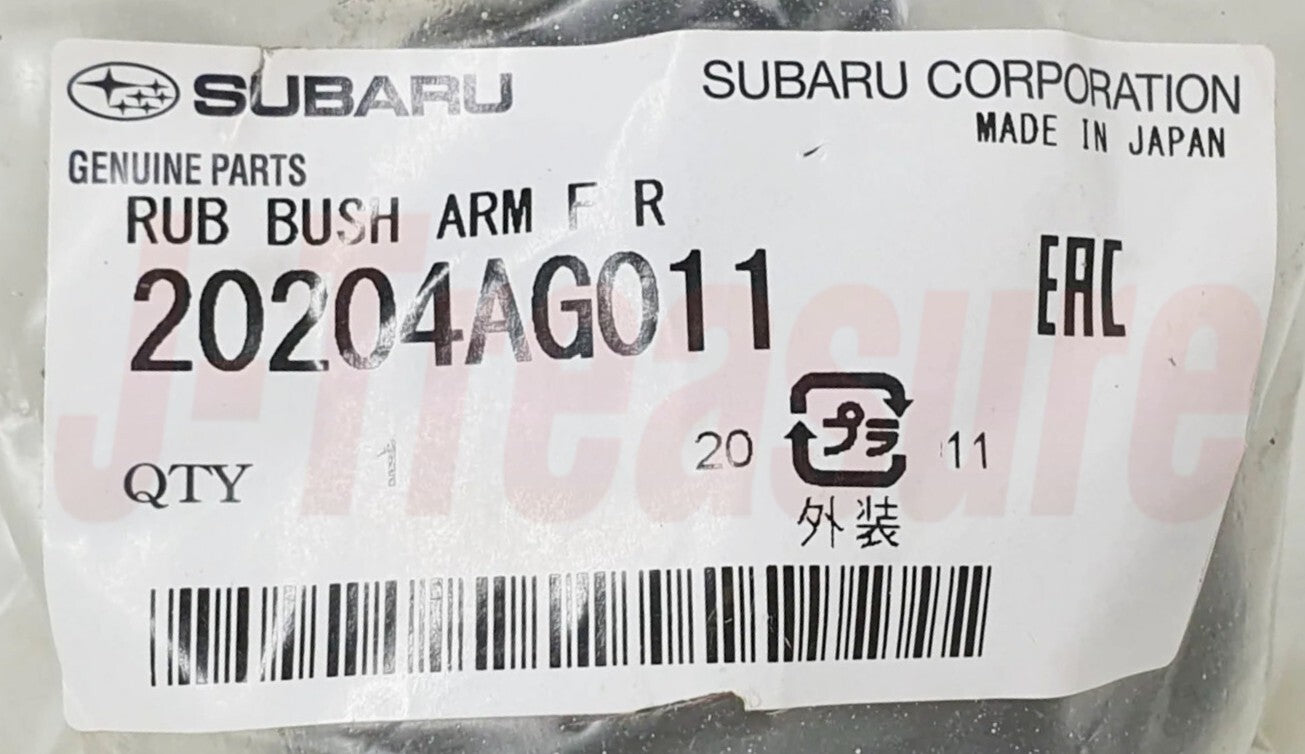 SUBARU
SUBARU CORPORATION
MADE IN JAPAN
GENUINE PARTS
RUB BUSH ARM F R
20204AG011
EAC
QTY 1
20 プラ 11
外装
J-Treasure